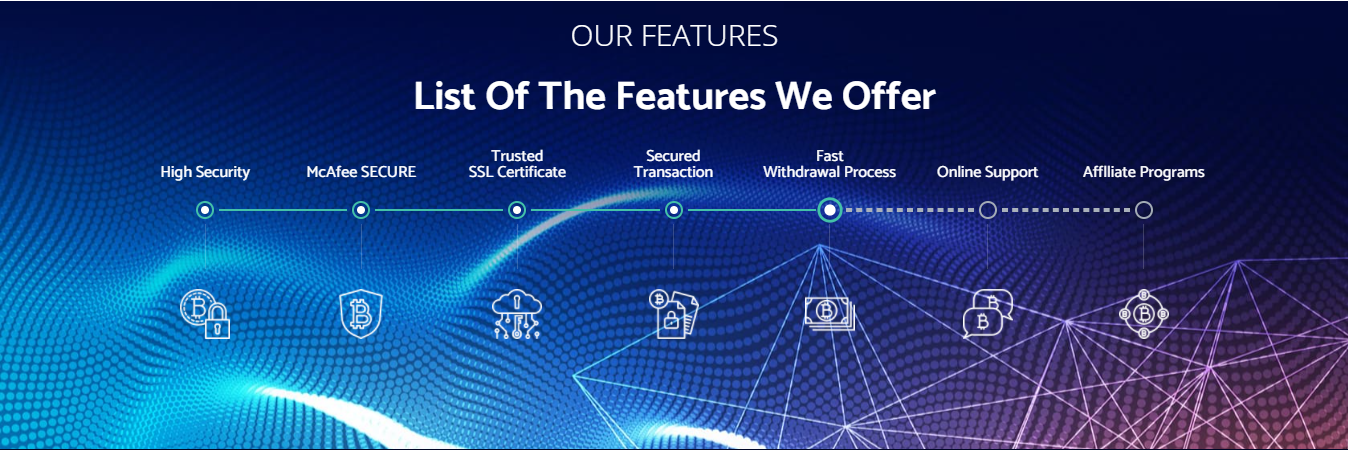 OUR FEATURES
List Of The Features We Offer
High Security
McAfee SECURE
Trusted
SSL Certificate
Secured
Transaction
Fast
Withdrawal Process
Online Support
Afflliate Programs